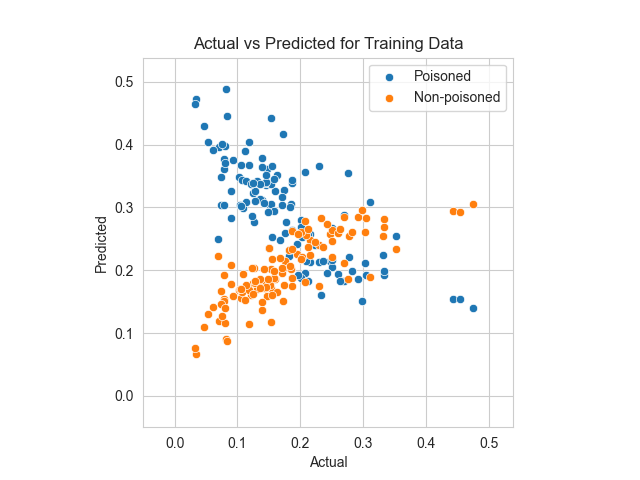 Actual vs Predicted for Training Data
Poisoned
Non-poisoned
Predicted
0.5
0.4
0.3
0.2
0.1
0.0
0.0 0.1 0.2 0.3 0.4 0.5
Actual